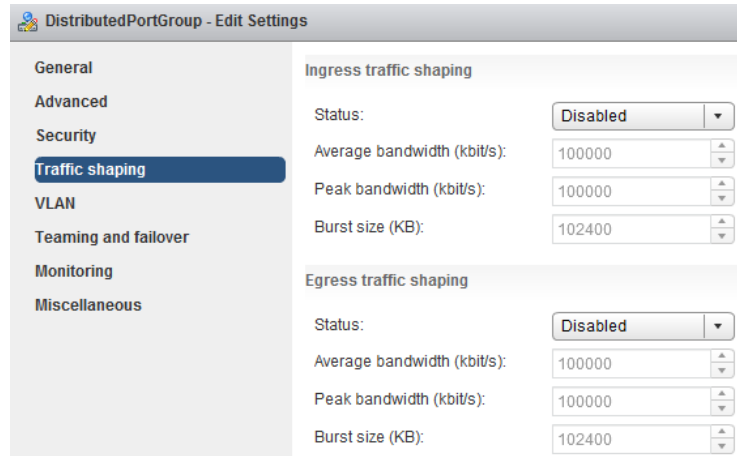 DistributedPortGroup - Edit Settings
General
Advanced
Security
Traffic shaping
VLAN
Teaming and failover
Monitoring
Miscellaneous
Ingress traffic shaping
Status: Disabled
Average bandwidth (kbit/s): 100000
Peak bandwidth (kbit/s): 100000
Burst size (KB): 102400
Egress traffic shaping
Status: Disabled
Average bandwidth (kbit/s): 100000
Peak bandwidth (kbit/s): 100000
Burst size (KB): 102400